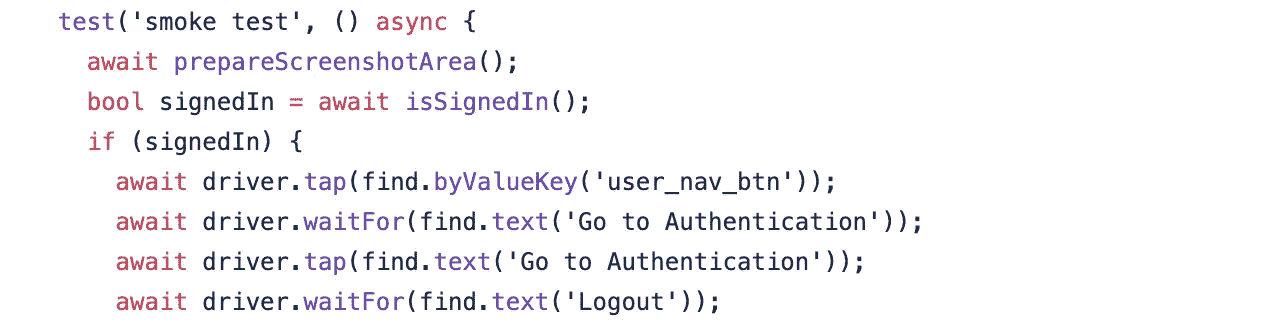 test('smoke test', () async {
await prepareScreenshotArea();
bool signedIn = await isSignedIn();
if (signedIn) {
await driver.tap(find.byValueKey('user_nav_btn'));
await driver.waitFor(find.text('Go to Authentication'));
await driver.tap(find.text('Go to Authentication'));
await driver.waitFor(find.text('Logout'));